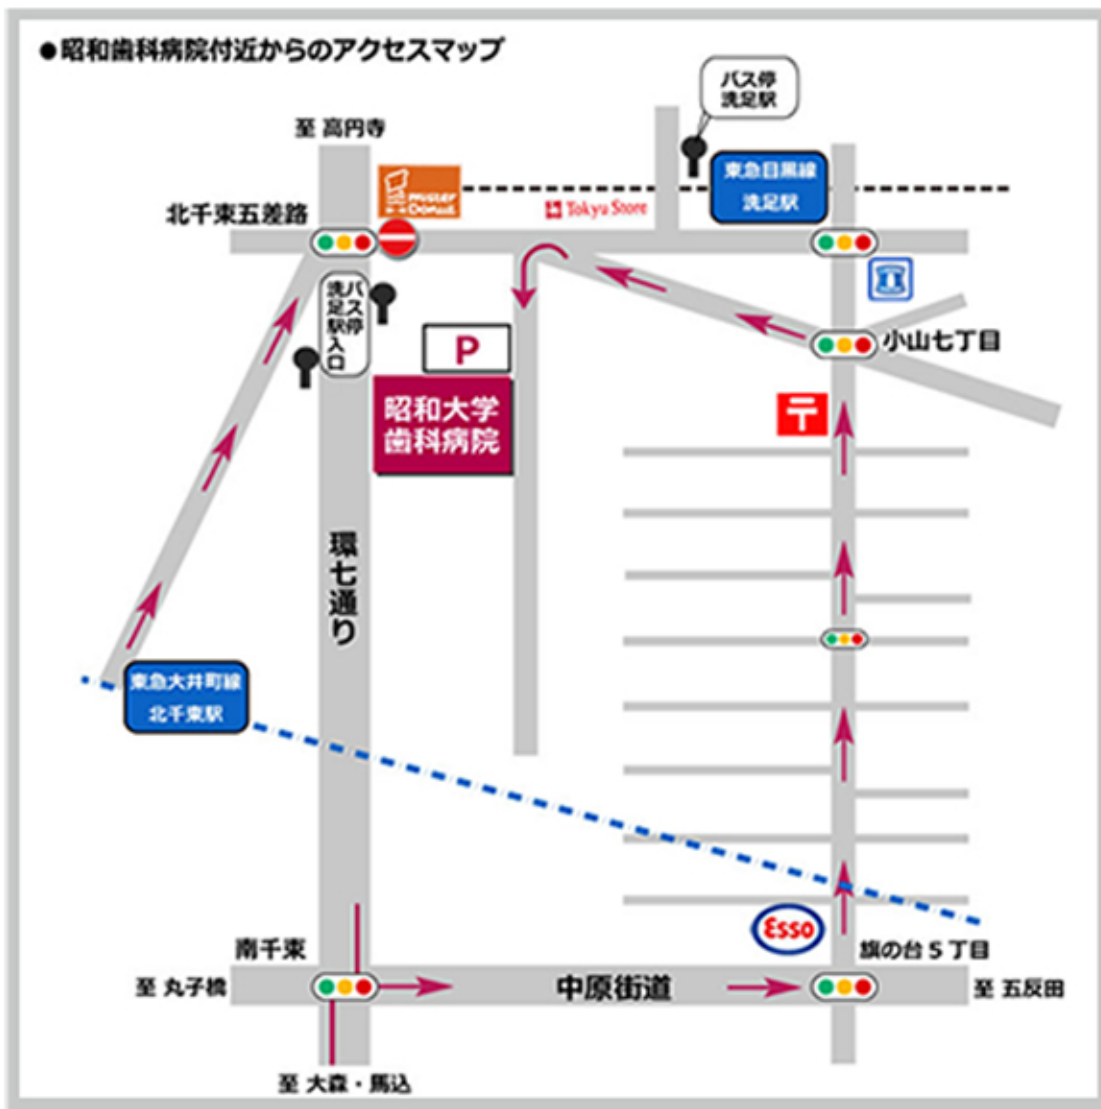 ●昭和歯科病院付近からのアクセスマップ
バス停
洗足駅
至 高円寺
mister
Donut
東急目黒線
洗足駅
Tokyu Store
北千束五差路
バス停
洗足駅入口
小山七丁目
P
昭和大学
歯科病院
〒
環七通り
東急大井町線
北千束駅
Esso
南千束
旗の台5丁目
至 丸子橋
中原街道
至 五反田
至 大森・馬込